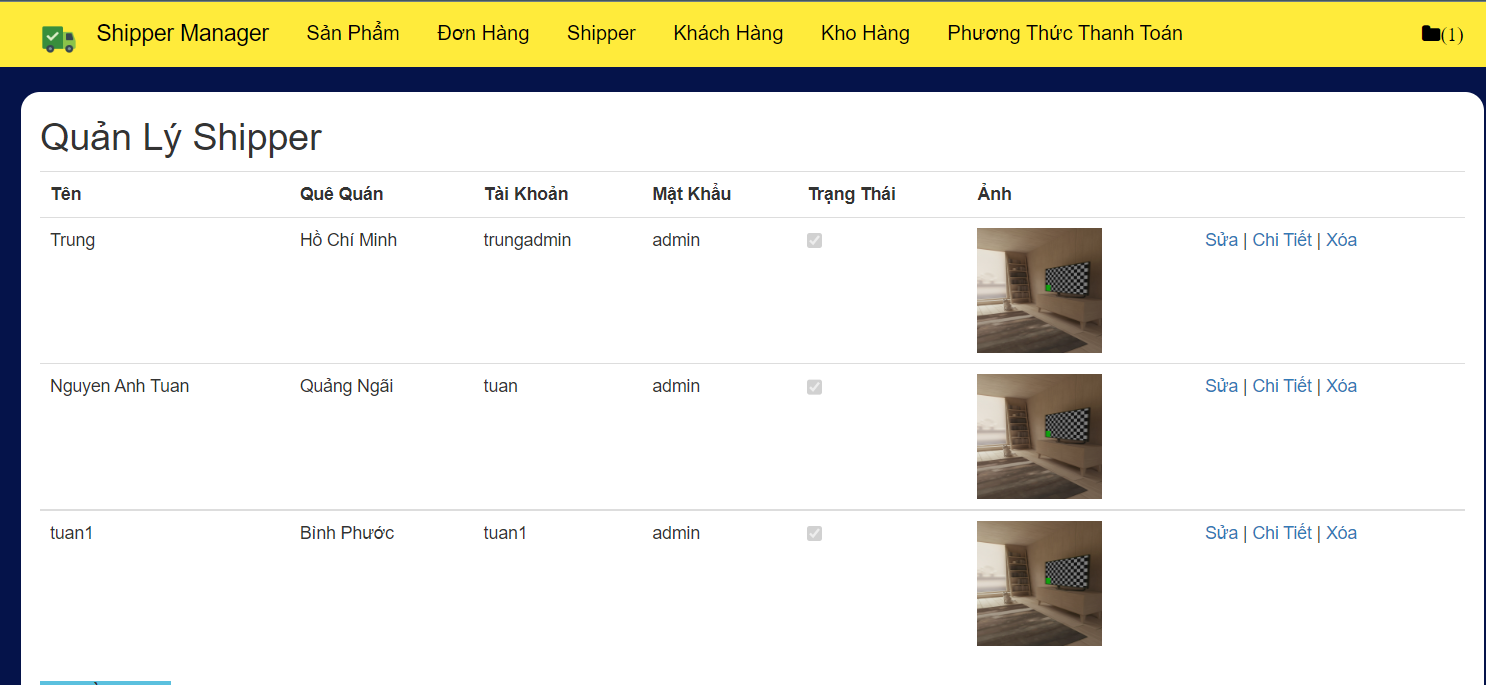 Shipper Manager Sản Phẩm Đơn Hàng Shipper Khách Hàng Kho Hàng Phương Thức Thanh Toán (1)
Quản Lý Shipper
Tên Quê Quán Tài Khoản Mật Khẩu Trạng Thái Ảnh
Trung Hồ Chí Minh trungadmin admin Sửa | Chi Tiết | Xóa
Nguyen Anh Tuan Quảng Ngãi tuan admin Sửa | Chi Tiết | Xóa
tuan1 Bình Phước tuan1 admin Sửa | Chi Tiết | Xóa